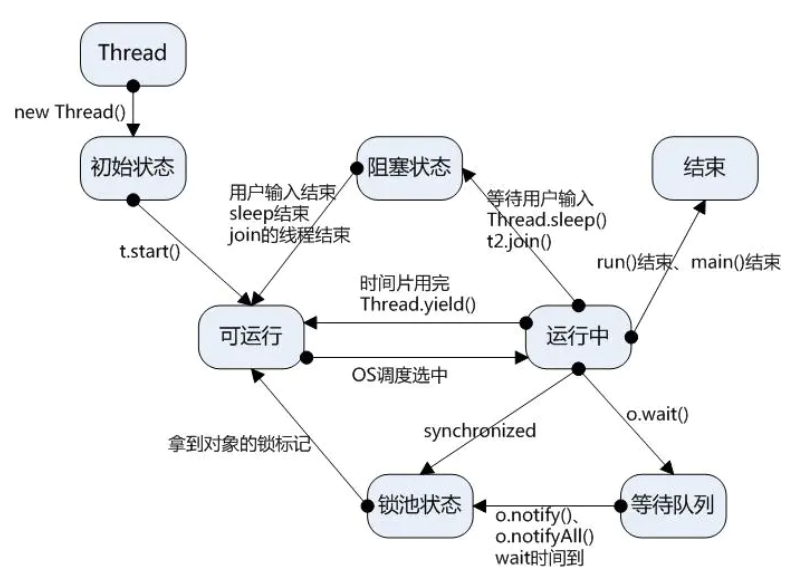 Thread
new Thread()
初始状态
阻塞状态
结束
用户输入结束
sleep结束
join的线程结束
等待用户输入
Thread.sleep()
t2.join()
t.start()
run()结束、main()结束
时间片用完
Thread.yield()
可运行
运行中
OS调度选中
o.wait()
synchronized
拿到对象的锁标记
锁池状态
等待队列
o.notify()、
o.notifyAll()
wait时间到